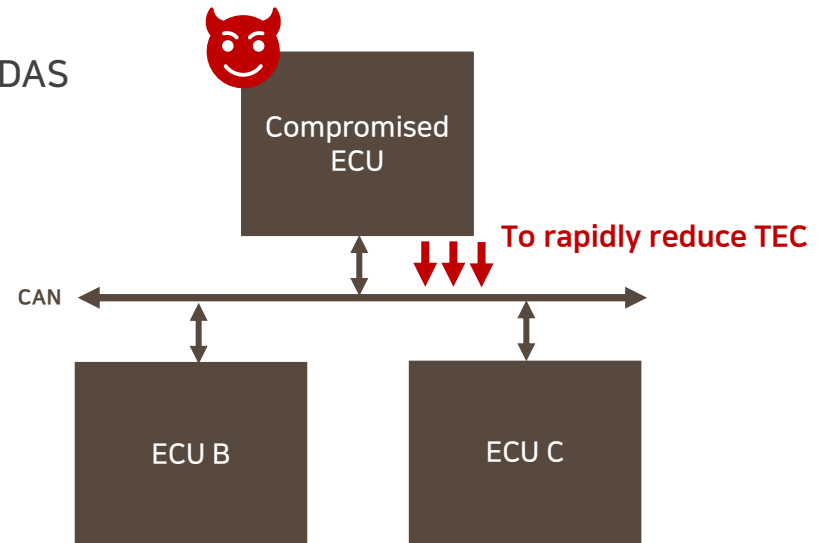 DAS
Compromised
ECU
To rapidly reduce TEC
CAN
ECU B
ECU C